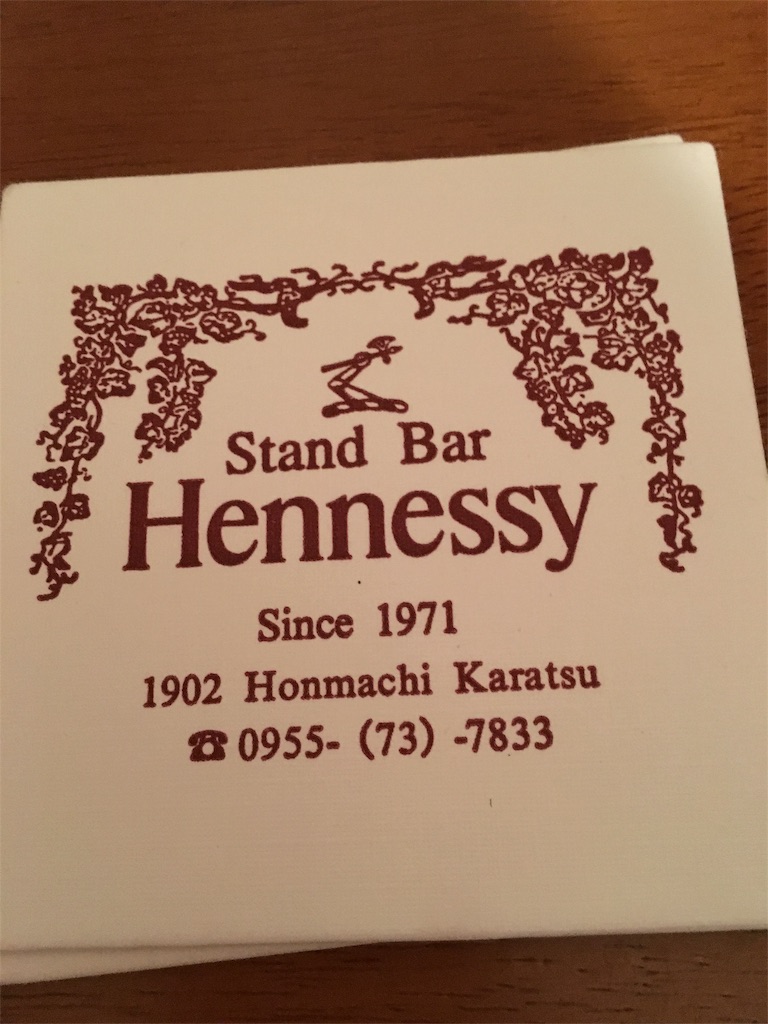 Stand Bar
Hennessy
Since 1971
1902 Honmachi Karatsu
☎0955- (73) -7833